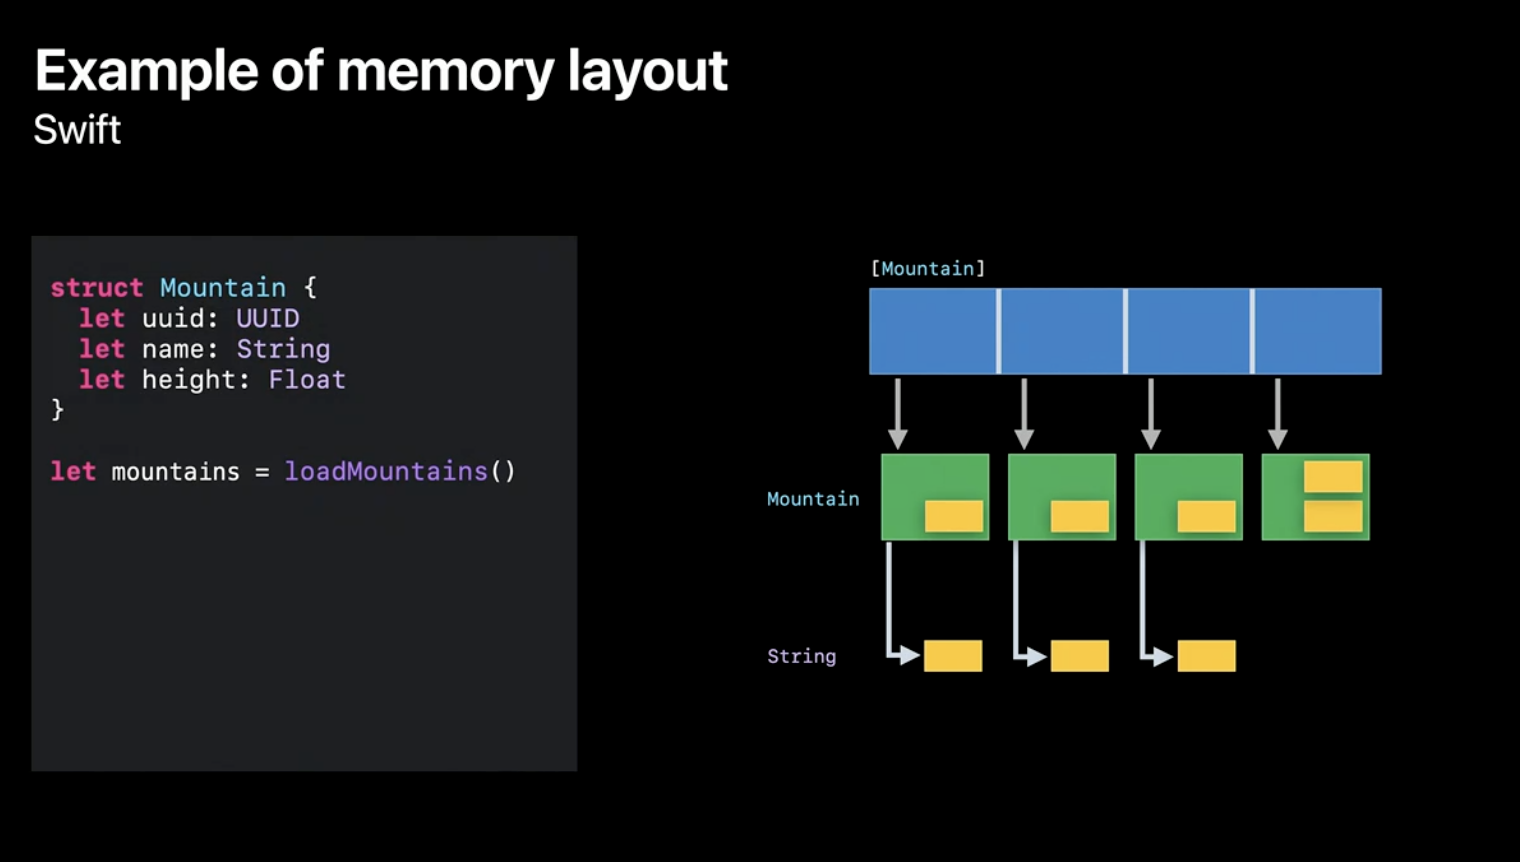 Example of memory layout
Swift
struct Mountain {
  let uuid: UUID
  let name: String
  let height: Float
}
let mountains = loadMountains()
[Mountain]
Mountain
String